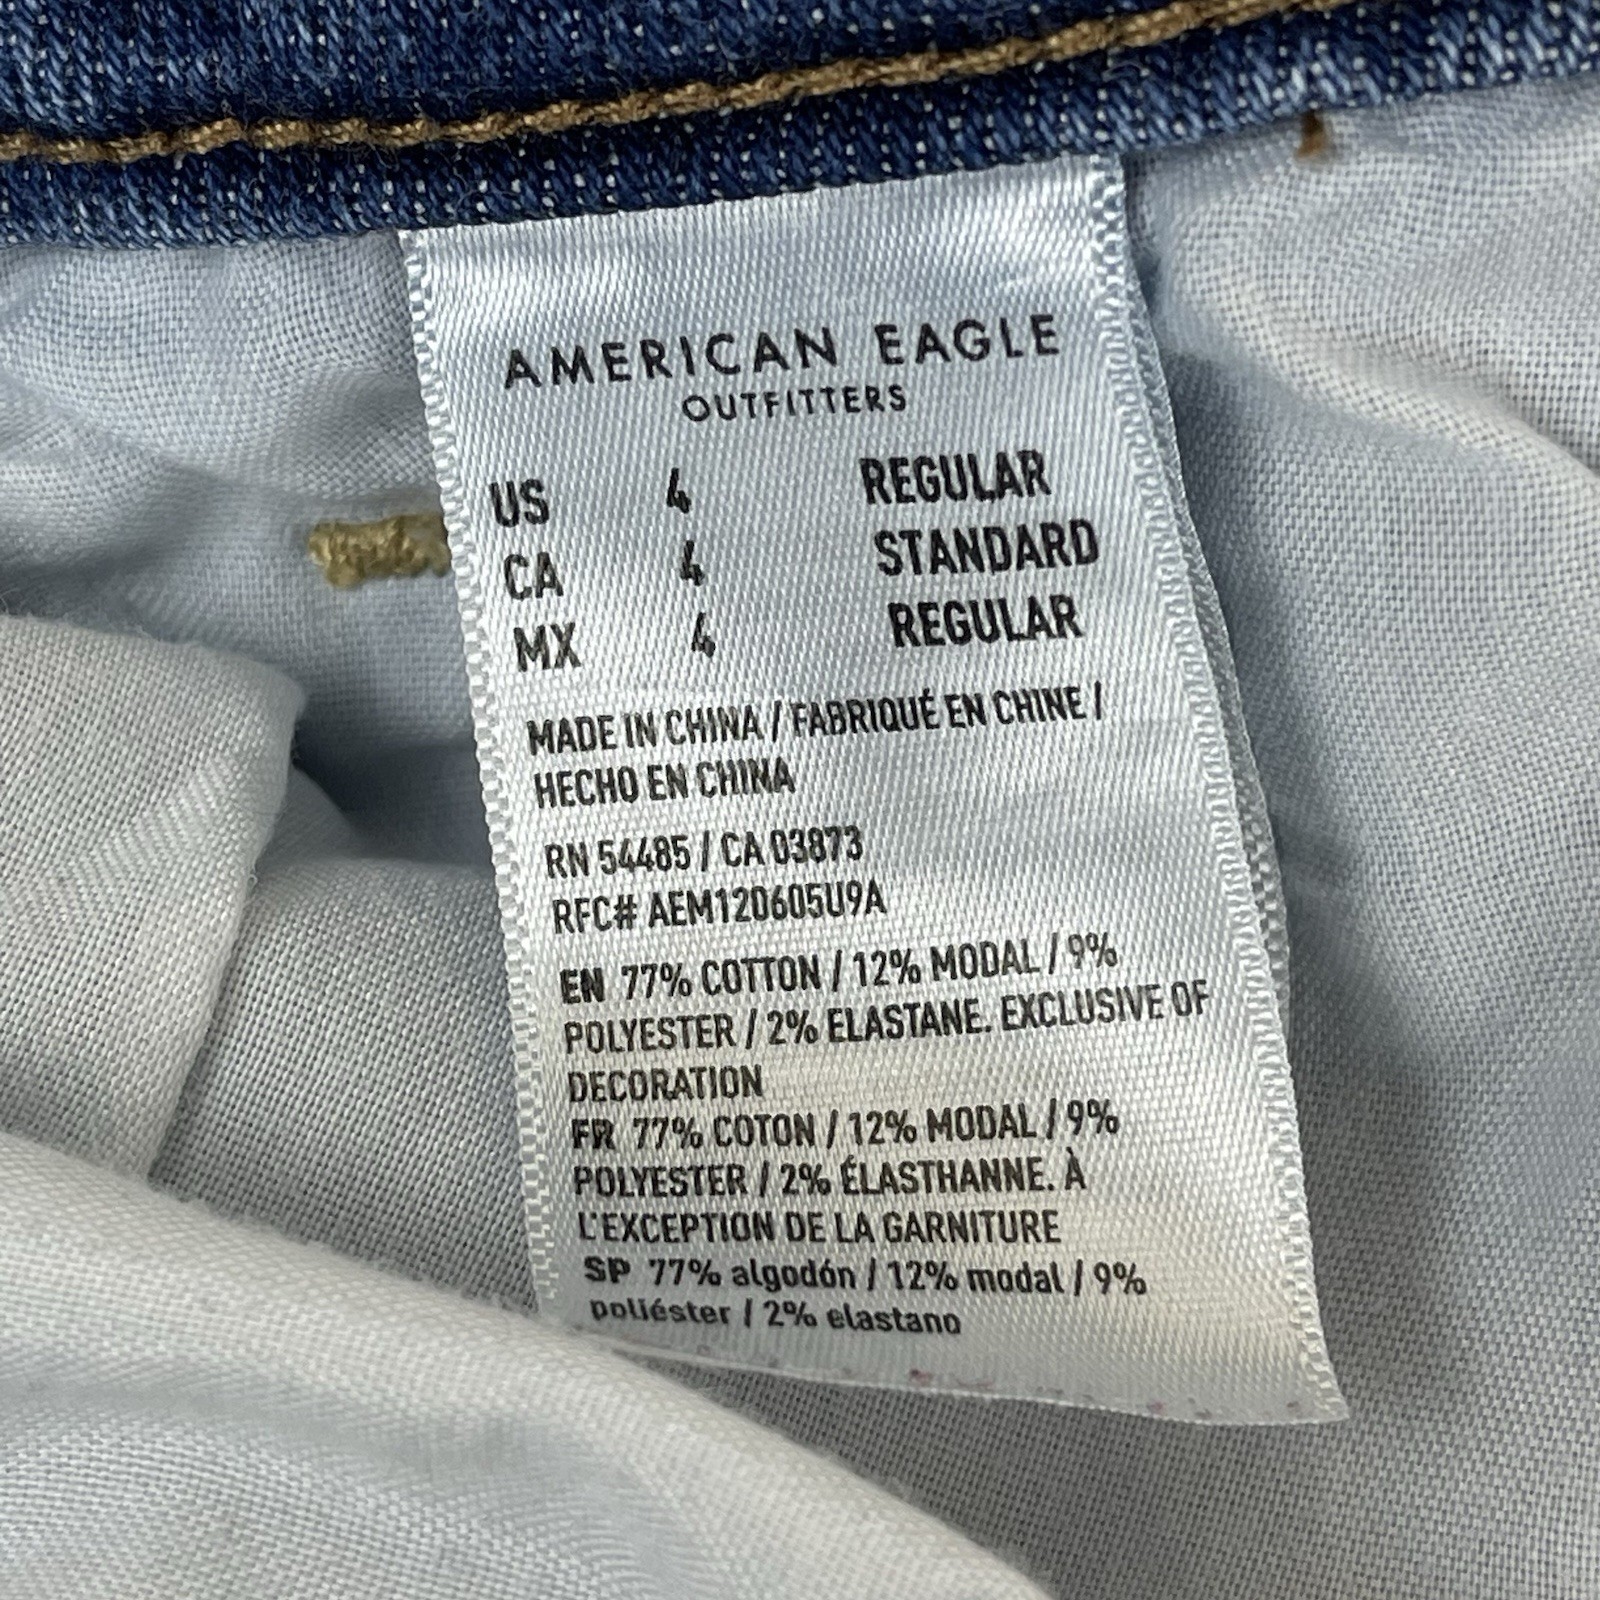 AMERICAN EAGLE
OUTFITTERS
US 4 REGULAR
CA 4 STANDARD
MX 4 REGULAR
MADE IN CHINA / FABRIQUÉ EN CHINE /
HECHO EN CHINA
RN 54485 / CA 03873
RFC# AEM120605U9A
EN 77% COTTON / 12% MODAL / 9%
POLYESTER / 2% ELASTANE. EXCLUSIVE OF
DECORATION
FR 77% COTON / 12% MODAL / 9%
POLYESTER / 2% ÉLASTHANNE. À
L'EXCEPTION DE LA GARNITURE
SP 77% algodón / 12% modal / 9%
poliéster / 2% elastano